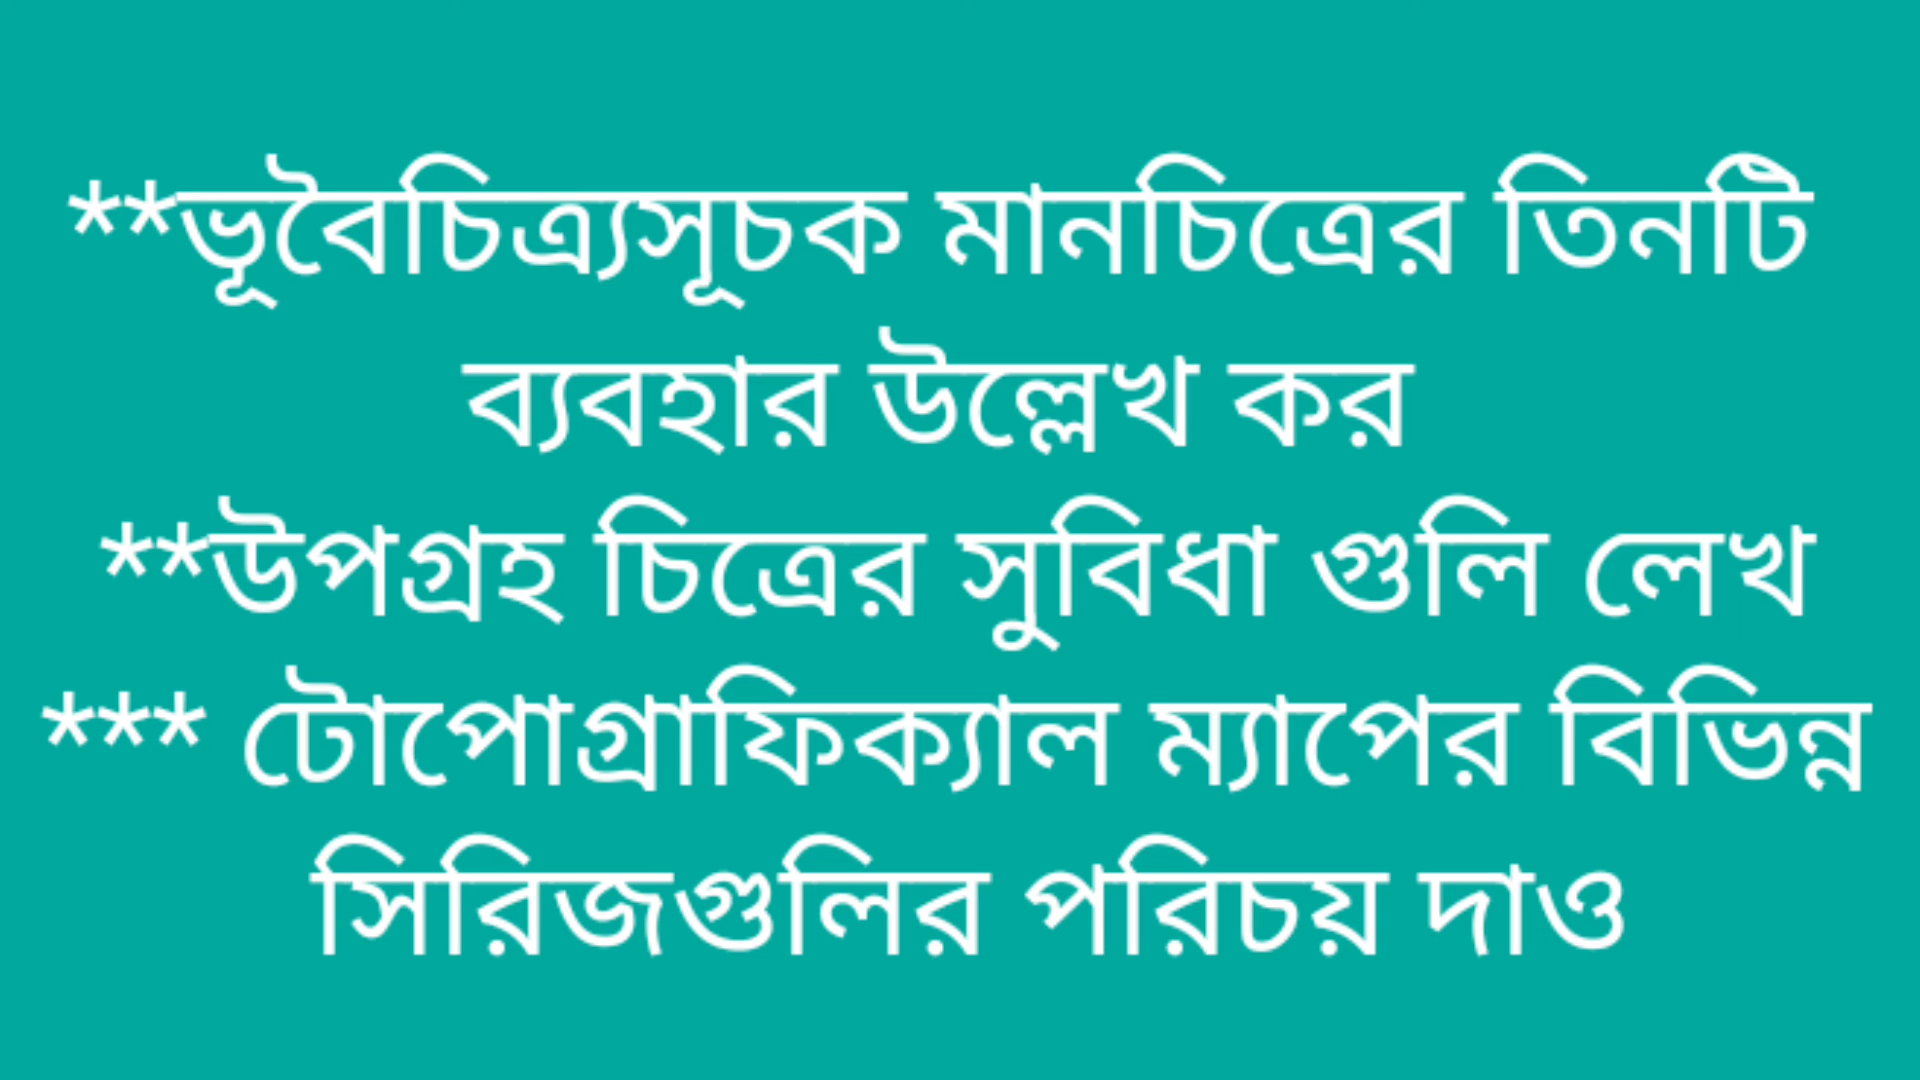 **ভূবৈচিত্র্যসূচক মানচিত্রের তিনটি
ব্যবহার উল্লেখ কর
**উপগ্রহ চিত্রের সুবিধা গুলি লেখ
*** টোপোগ্রাফিক্যাল ম্যাপের বিভিন্ন
সিরিজগুলির পরিচয় দাও